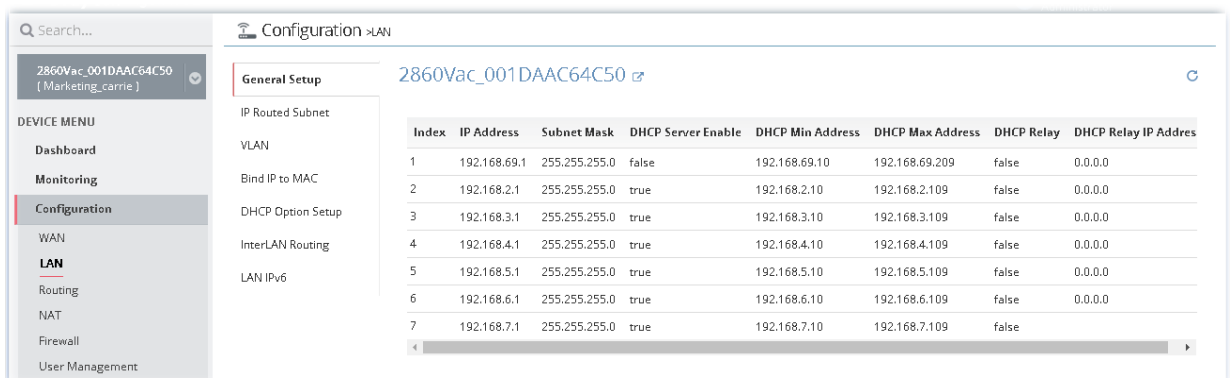 Search...
2860Vac_001DAAC64C50
[ Marketing_carrie ]
DEVICE MENU
Dashboard
Monitoring
Configuration
WAN
LAN
Routing
NAT
Firewall
User Management
Configuration >LAN
General Setup
IP Routed Subnet
VLAN
Bind IP to MAC
DHCP Option Setup
InterLAN Routing
LAN IPv6
2860Vac_001DAAC64C50
Index IP Address Subnet Mask DHCP Server Enable DHCP Min Address DHCP Max Address DHCP Relay DHCP Relay IP Addres
1 192.168.69.1 255.255.255.0 false 192.168.69.10 192.168.69.209 false 0.0.0.0
2 192.168.2.1 255.255.255.0 true 192.168.2.10 192.168.2.109 false 0.0.0.0
3 192.168.3.1 255.255.255.0 true 192.168.3.10 192.168.3.109 false 0.0.0.0
4 192.168.4.1 255.255.255.0 true 192.168.4.10 192.168.4.109 false 0.0.0.0
5 192.168.5.1 255.255.255.0 true 192.168.5.10 192.168.5.109 false 0.0.0.0
6 192.168.6.1 255.255.255.0 true 192.168.6.10 192.168.6.109 false 0.0.0.0
7 192.168.7.1 255.255.255.0 true 192.168.7.10 192.168.7.109 false